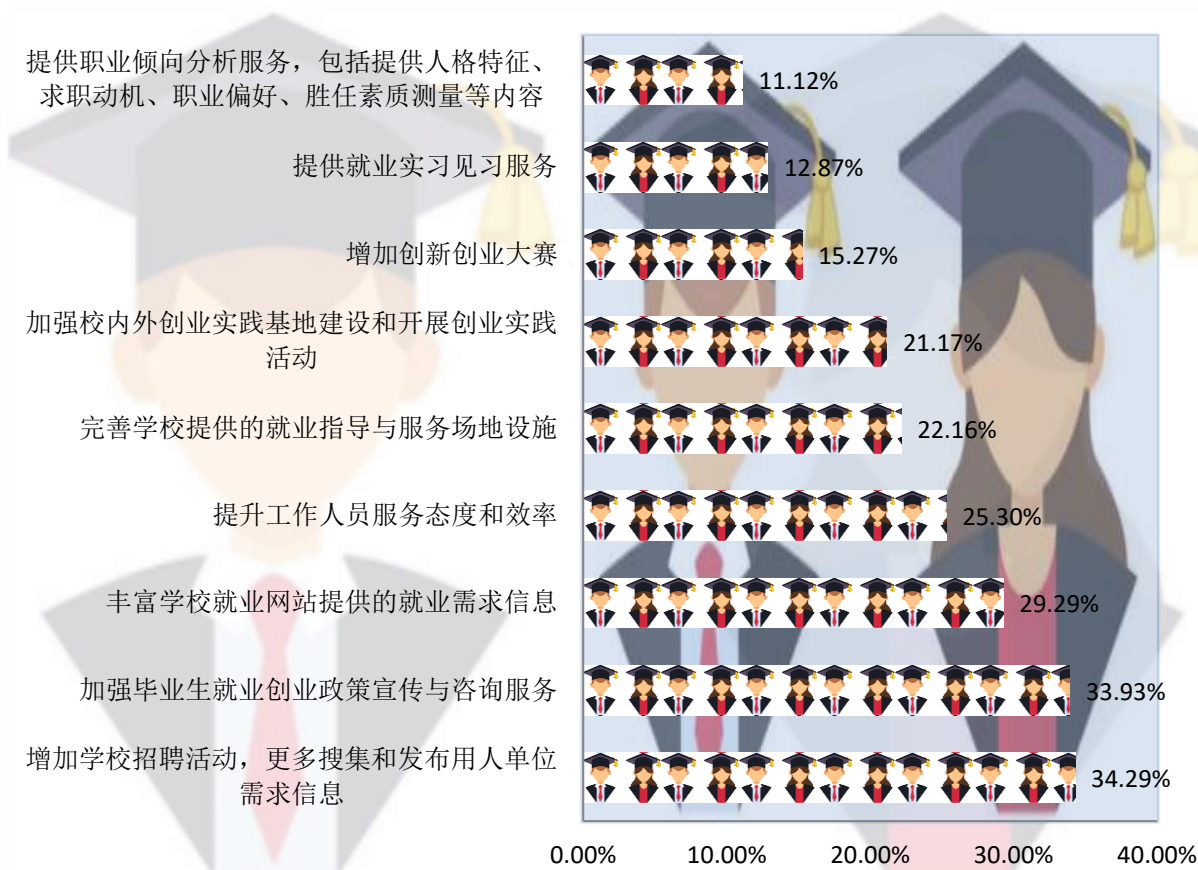 提供职业倾向分析服务，包括提供人格特征、
求职动机、职业偏好、胜任素质测量等内容
11.12%
提供就业实习见习服务
12.87%
增加创新创业大赛
15.27%
加强校内外创业实践基地建设和开展创业实践
活动
21.17%
完善学校提供的就业指导与服务场地设施
22.16%
提升工作人员服务态度和效率
25.30%
丰富学校就业网站提供的就业需求信息
29.29%
加强毕业生就业创业政策宣传与咨询服务
33.93%
增加学校招聘活动，更多搜集和发布用人单位
需求信息
34.29%
0.00% 10.00% 20.00% 30.00% 40.00%